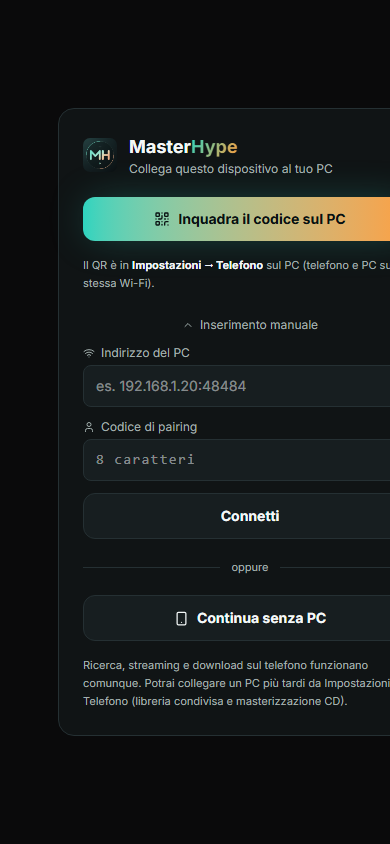 MH
MasterHype
Collega questo dispositivo al tuo PC
Inquadra il codice sul PC
Il QR è in Impostazioni → Telefono sul PC (telefono e PC
stessa Wi-Fi).
Inserimento manuale
Indirizzo del PC
es. 192.168.1.20:48484
Codice di pairing
8 caratteri
Connetti
oppure
Continua senza PC
Ricerca, streaming e download sul telefono funzionano
comunque. Potrai collegare un PC più tardi da Impostazioni
Telefono (libreria condivisa e masterizzazione CD).